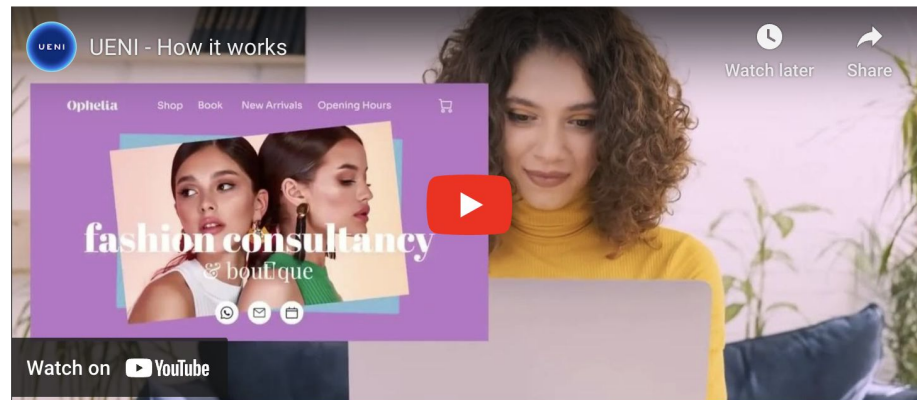 UENI
UENI - How it works
Watch later
Share
Ophelia
Shop Book New Arrivals Opening Hours
fashion consultancy
& boutique
Watch on YouTube